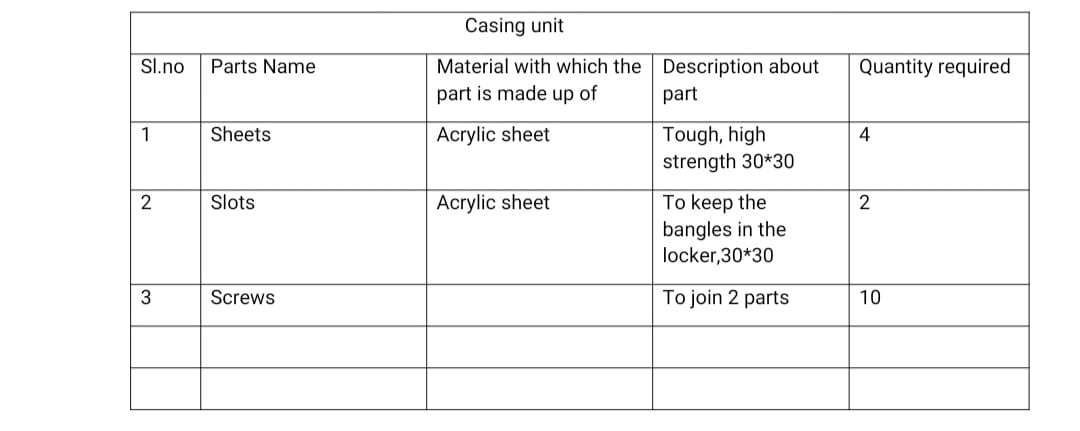 Casing unit
Sl.no Parts Name Material with which the Description about Quantity required
part is made up of part
1 Sheets Acrylic sheet Tough, high 4
strength 30*30
2 Slots Acrylic sheet To keep the 2
bangles in the
locker,30*30
3 Screws To join 2 parts 10